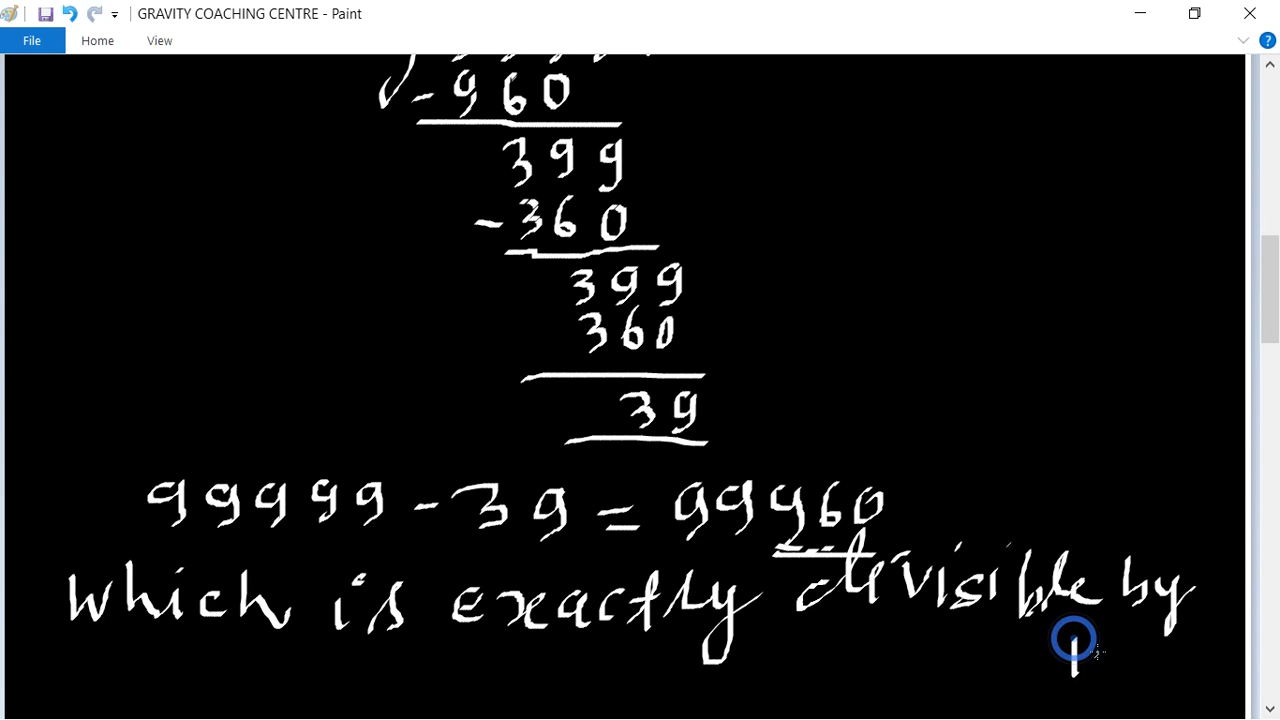 GRAVITY COACHING CENTRE - Paint
File Home View
- 960
399
- 360
399
360
39
99999 - 39 = 99960
which is exactly divisible by
1